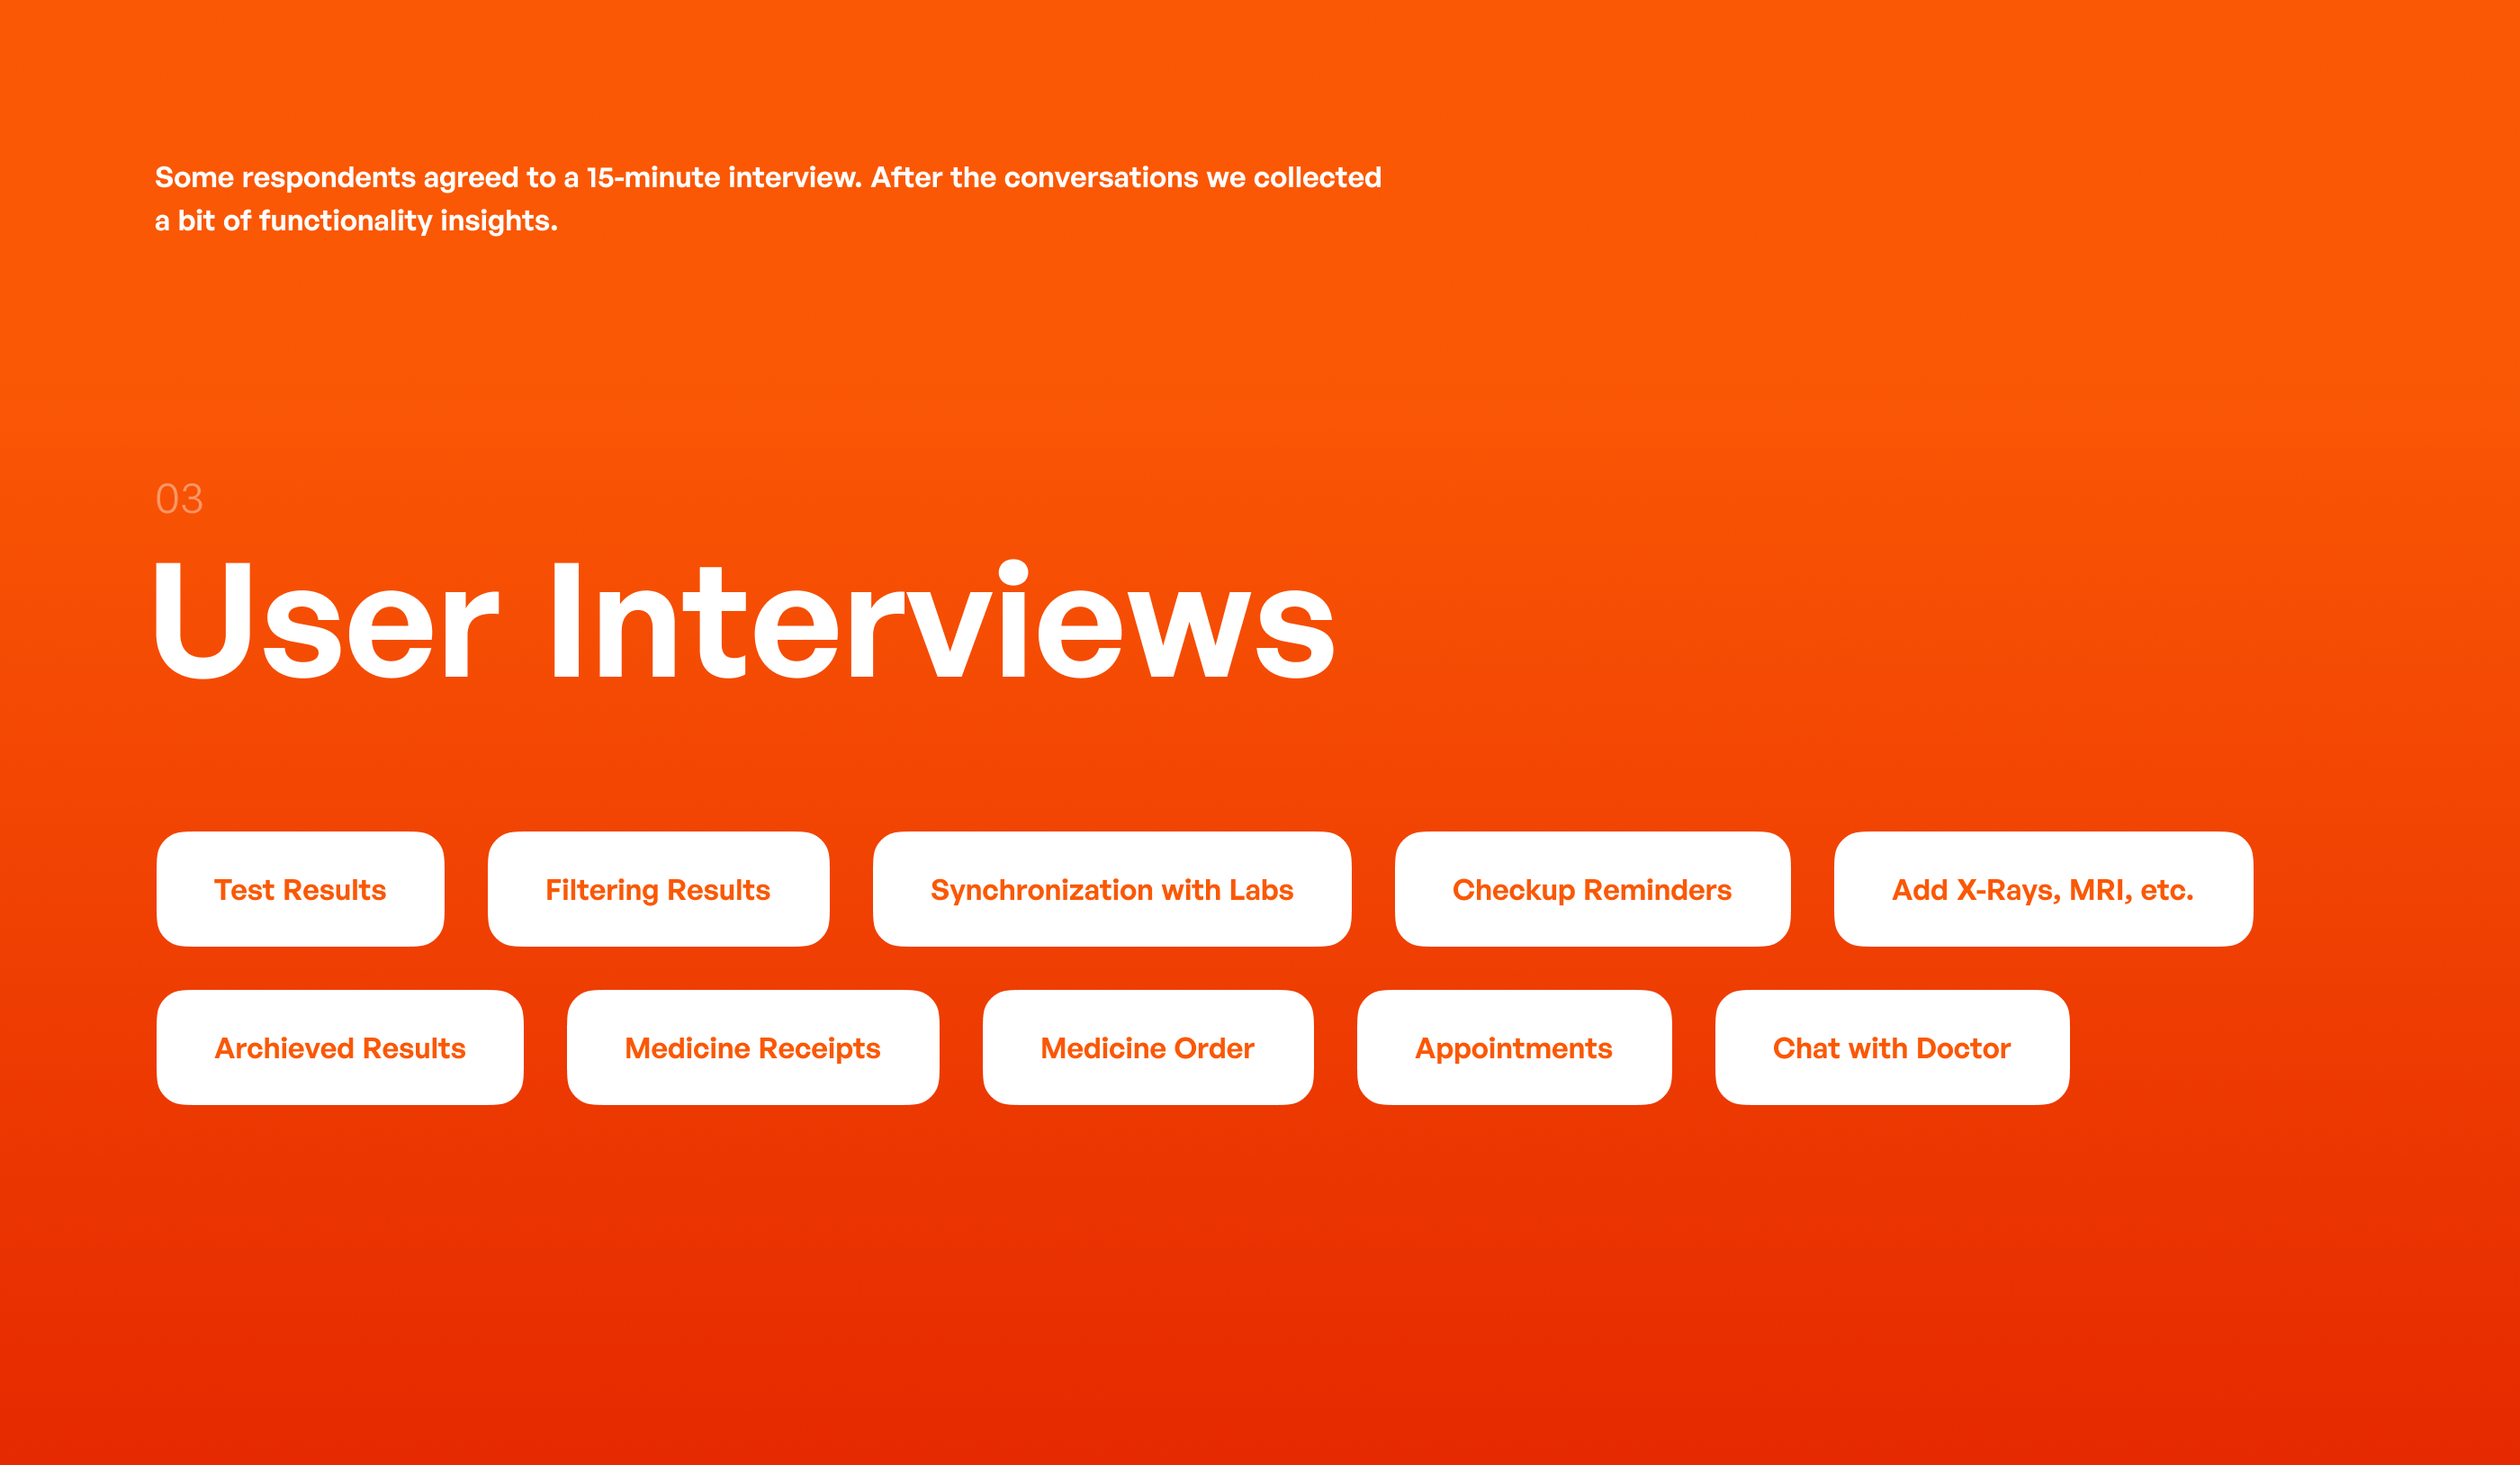 Some respondents agreed to a 15-minute interview. After the conversations we collected
a bit of functionality insights.
03
User Interviews
Test Results
Filtering Results
Synchronization with Labs
Checkup Reminders
Add X-Rays, MRI, etc.
Archieved Results
Medicine Receipts
Medicine Order
Appointments
Chat with Doctor